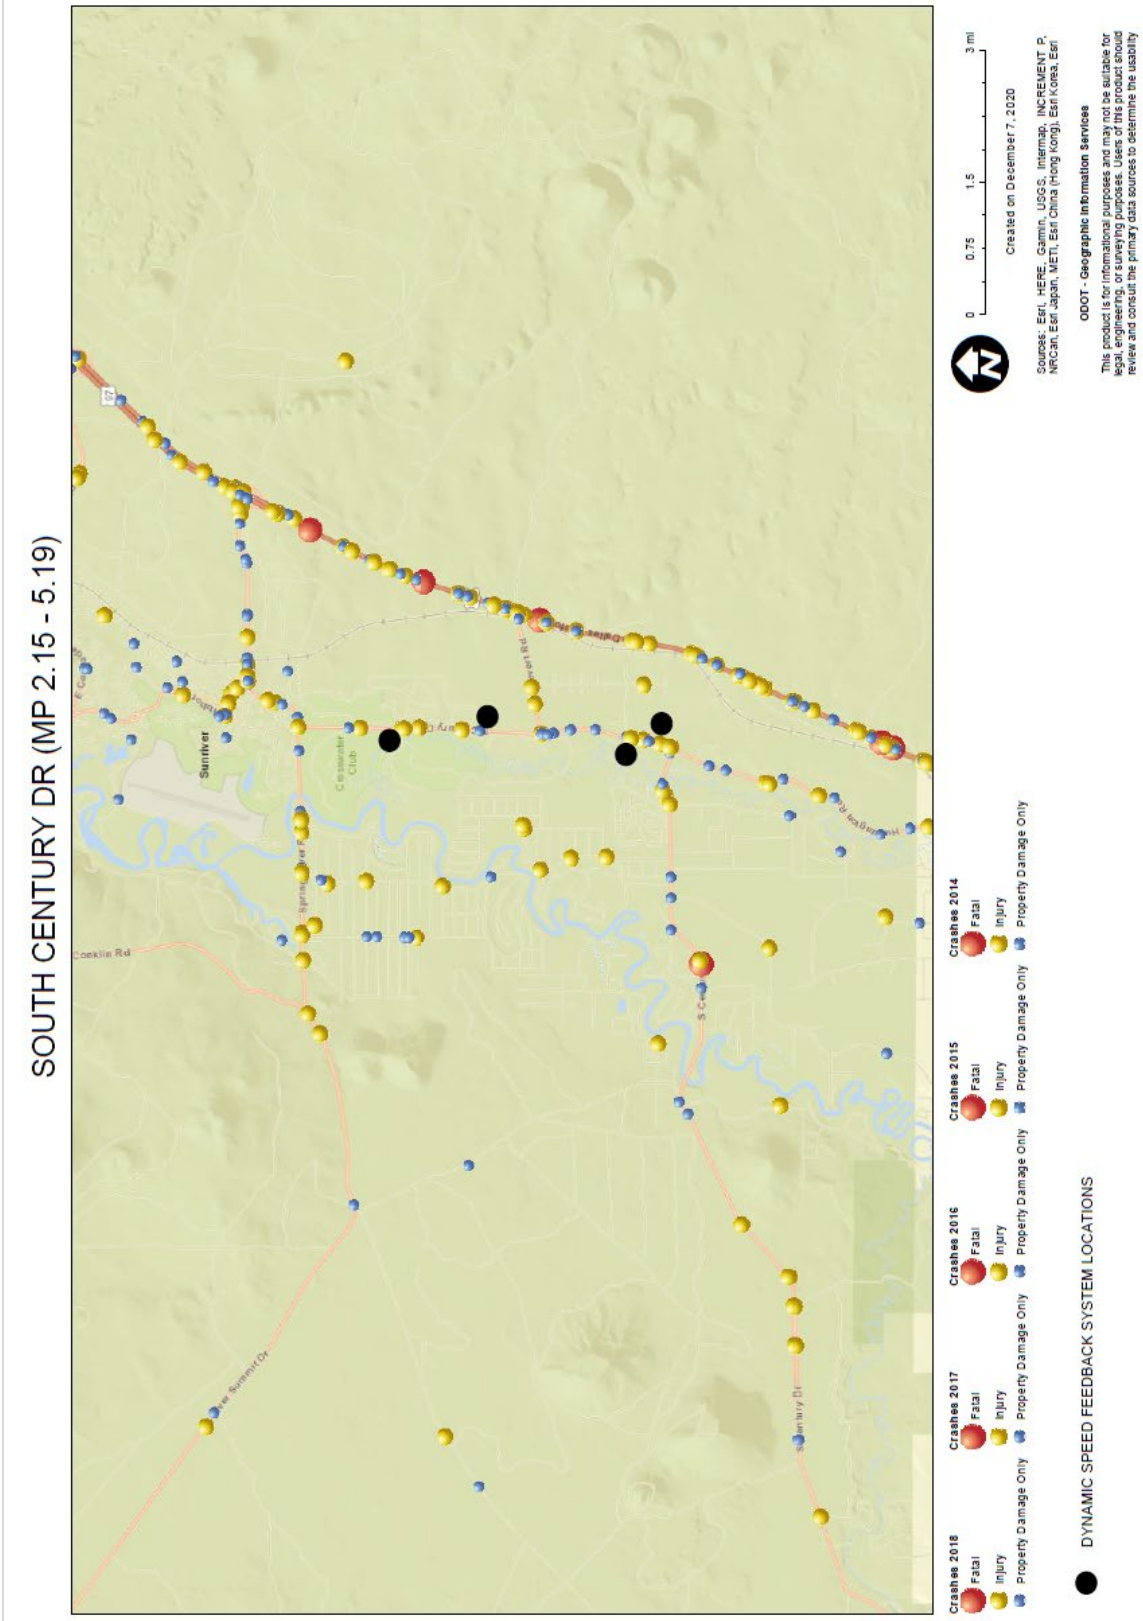 SOUTH CENTURY DR (MP 2.15 - 5.19)
Conklin Rd
Sunriver
Crosswater
Club
97
Crashes 2018
Fatal
Injury
Property Damage Only
Crashes 2017
Fatal
Injury
Property Damage Only
Crashes 2016
Fatal
Injury
Property Damage Only
Crashes 2015
Fatal
Injury
Property Damage Only
Crashes 2014
Fatal
Injury
Property Damage Only
DYNAMIC SPEED FEEDBACK SYSTEM LOCATIONS
N
0 0.75 1.5 3 mi
Created on December 7, 2020
Sources: Esri, HERE, Garmin, USGS, Intermap, INCREMENT P,
NRCan, Esri Japan, METI, Esri China (Hong Kong), Esri Korea, Esri
ODOT - Geographic Information Services
This product is for informational purposes and may not be suitable for
legal, engineering, or surveying purposes. Users of this product should
review and consult the primary data sources to determine the usability